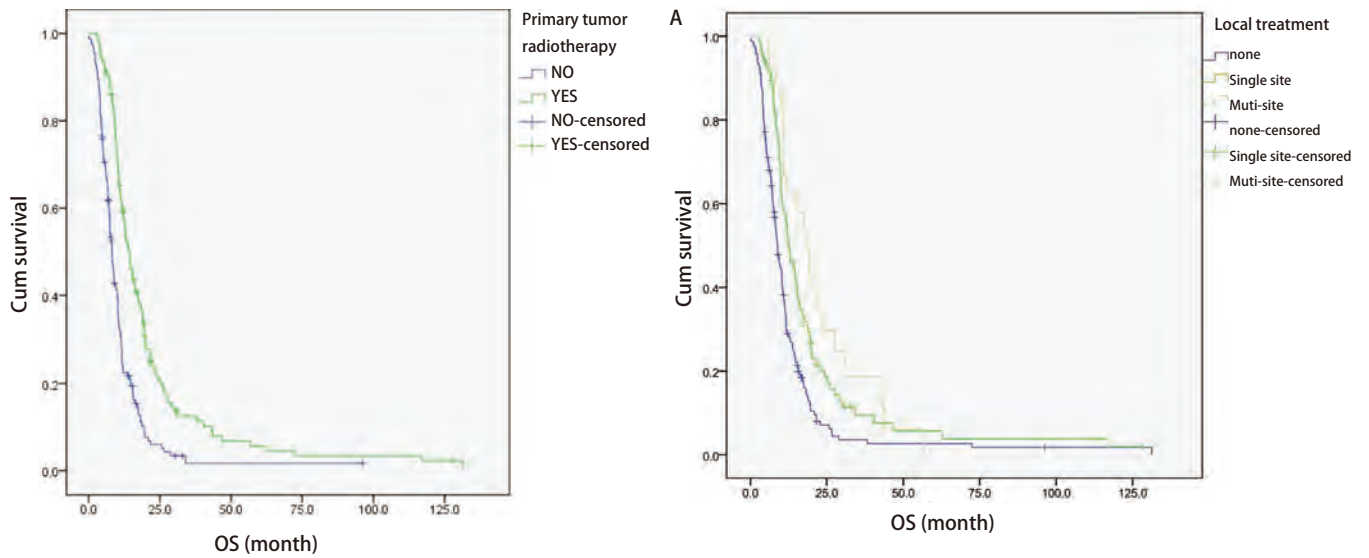 Primary tumor
radiotherapy
NO
YES
NO-censored
YES-censored
Cum survival
1.0
0.8
0.6
0.4
0.2
0.0
0.0 25.0 50.0 75.0 100.0 125.0
OS (month)
A
Local treatment
none
Single site
Muti-site
none-censored
Single site-censored
Muti-site-censored
Cum survival
1.0
0.8
0.6
0.4
0.2
0.0
0.0 25.0 50.0 75.0 100.0 125.0
OS (month)